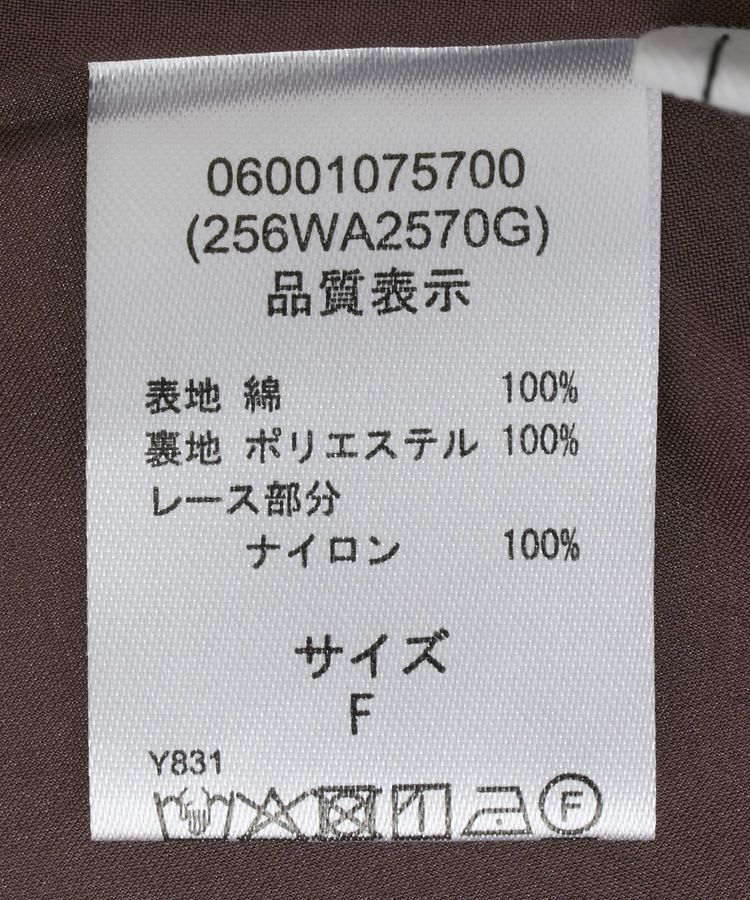 06001075700
(256WA2570G)
品質表示
表地 綿 100%
裏地 ポリエステル 100%
レース部分
ナイロン 100%
サイズ
F
Y831
F